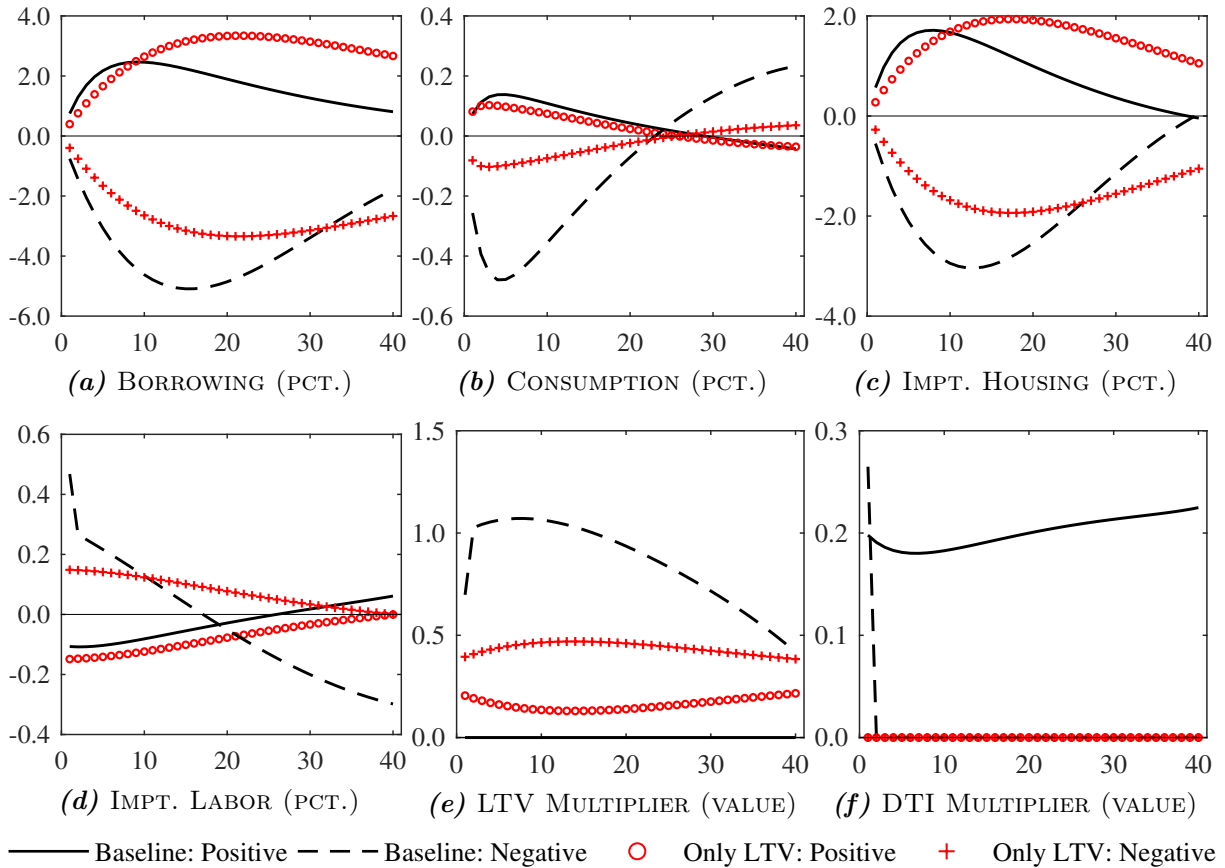 4.0
2.0
0.0
-2.0
-4.0
-6.0
0 10 20 30 40
(a) BORROWING (PCT.)
0.4
0.2
0.0
-0.2
-0.4
-0.6
0 10 20 30 40
(b) CONSUMPTION (PCT.)
2.0
0.0
-2.0
-4.0
0 10 20 30 40
(c) IMPT. HOUSING (PCT.)
0.6
0.4
0.2
0.0
-0.2
-0.4
0 10 20 30 40
(d) IMPT. LABOR (PCT.)
1.5
1.0
0.5
0.0
0 10 20 30 40
(e) LTV MULTIPLIER (VALUE)
0.3
0.2
0.1
0.0
0 10 20 30 40
(f) DTI MULTIPLIER (VALUE)
Baseline: Positive Baseline: Negative Only LTV: Positive Only LTV: Negative